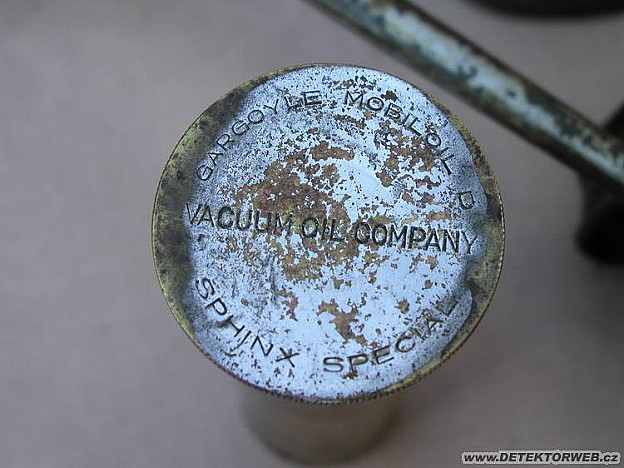 GARGOYLE MOBILOIL D
VACUUM OIL COMPANY
SPHINX SPECIAL
www.DETEKTORWEB.cz